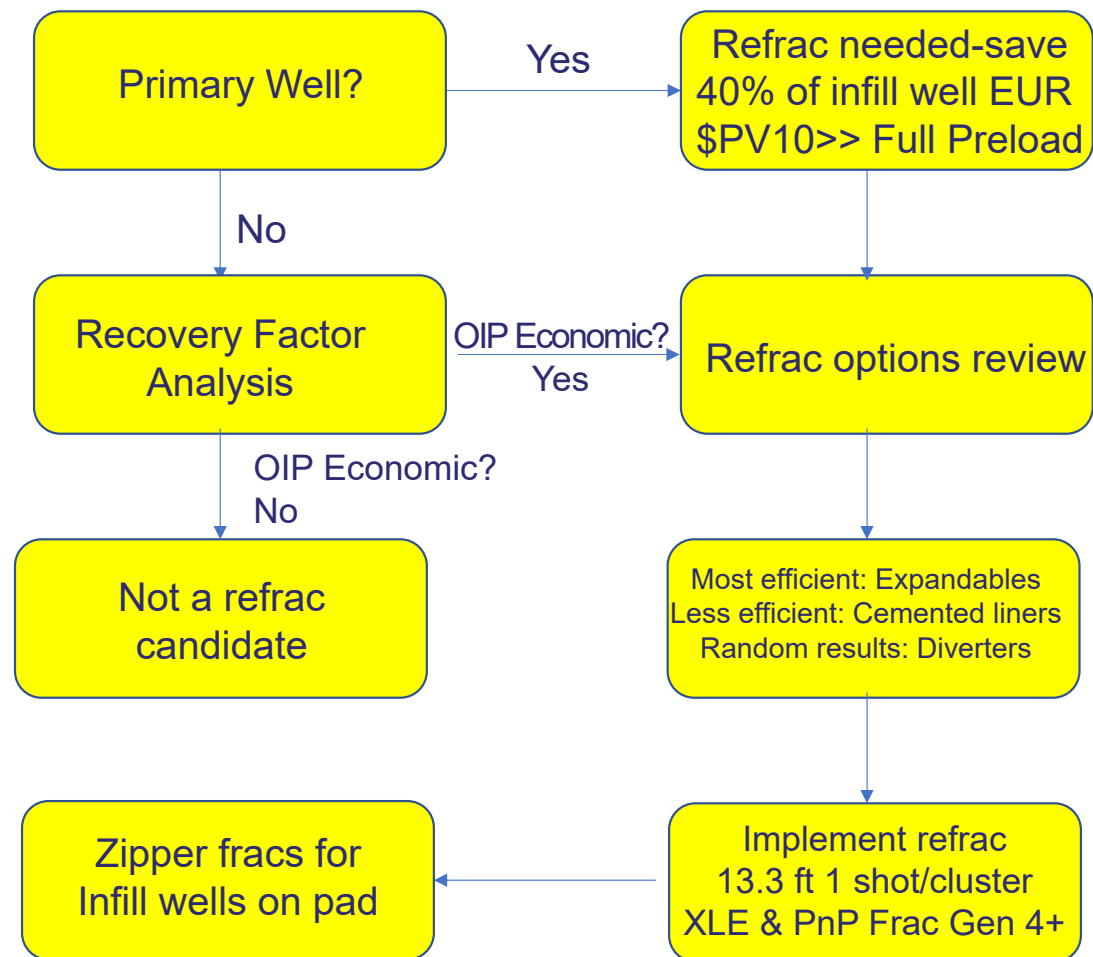 Primary Well?
Yes
Refrac needed-save
40% of infill well EUR
$PV10>> Full Preload
No
Recovery Factor
Analysis
OIP Economic?
Yes
Refrac options review
OIP Economic?
No
Not a refrac
candidate
Most efficient: Expandables
Less efficient: Cemented liners
Random results: Diverters
Zipper fracs for
Infill wells on pad
Implement refrac
13.3 ft 1 shot/cluster
XLE & PnP Frac Gen 4+